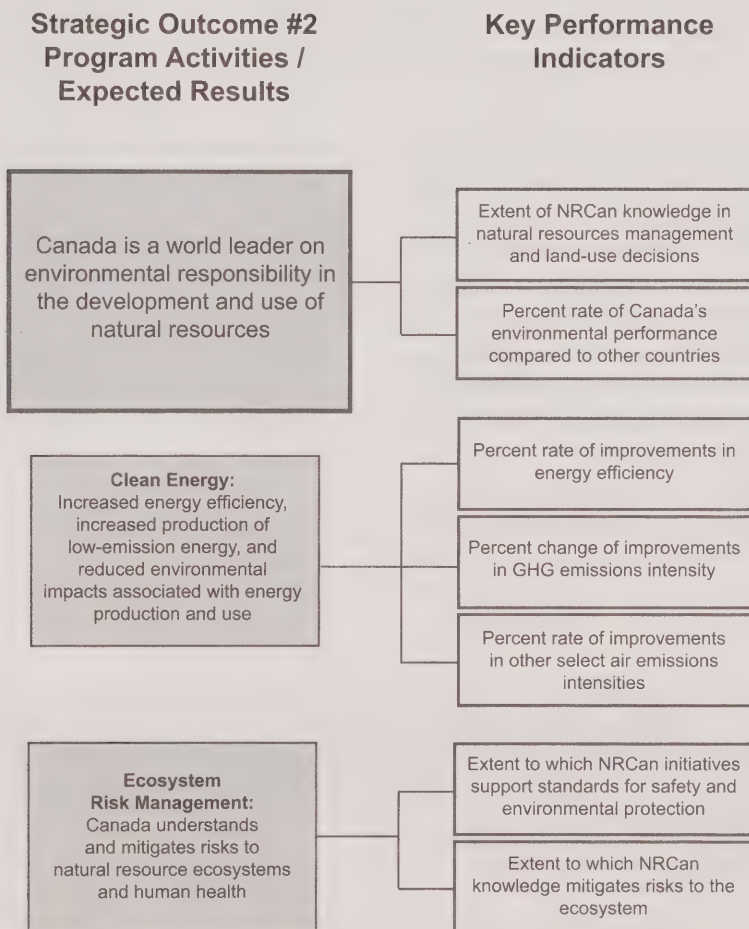 Strategic Outcome #2
Program Activities /
Expected Results
Key Performance
Indicators
Canada is a world leader on
environmental responsibility in
the development and use of
natural resources
Extent of NRCan knowledge in
natural resources management
and land-use decisions
Percent rate of Canada's
environmental performance
compared to other countries
Clean Energy:
Increased energy efficiency,
increased production of
low-emission energy, and
reduced environmental
impacts associated with energy
production and use
Percent rate of improvements in
energy efficiency
Percent change of improvements
in GHG emissions intensity
Percent rate of improvements
in other select air emissions
intensities
Ecosystem
Risk Management:
Canada understands
and mitigates risks to
natural resource ecosystems
and human health
Extent to which NRCan initiatives
support standards for safety and
environmental protection
Extent to which NRCan
knowledge mitigates risks to the
ecosystem